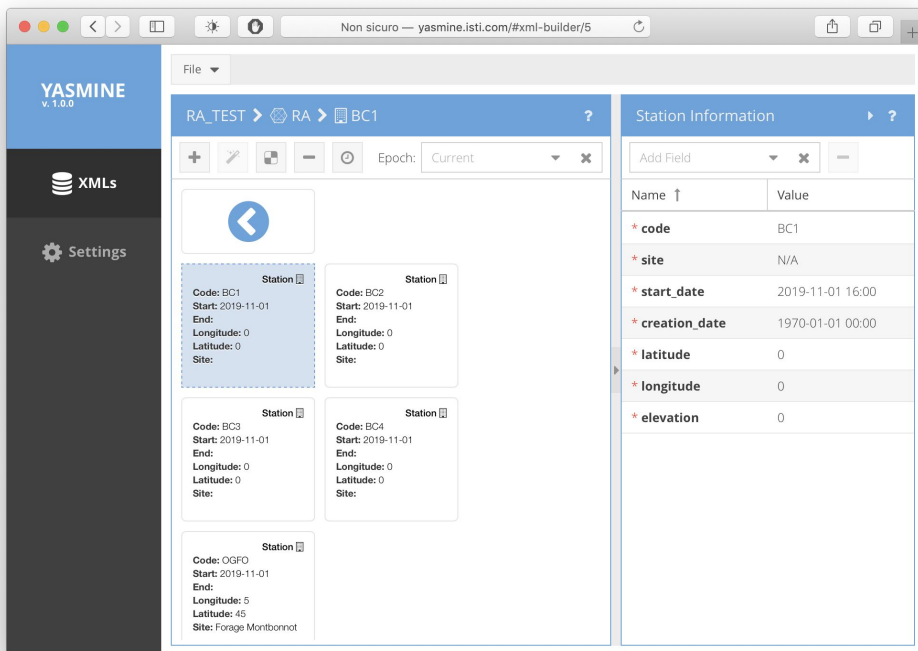 Non sicuro — yasmine.isti.com/#xml-builder/5
YASMINE
v. 1.0.0
XMLs
Settings
File
RA_TEST RA BC1 ?
Epoch: Current
Station
Code: BC1
Start: 2019-11-01
End:
Longitude: 0
Latitude: 0
Site:
Station
Code: BC2
Start: 2019-11-01
End:
Longitude: 0
Latitude: 0
Site:
Station
Code: BC3
Start: 2019-11-01
End:
Longitude: 0
Latitude: 0
Site:
Station
Code: BC4
Start: 2019-11-01
End:
Longitude: 0
Latitude: 0
Site:
Station
Code: OGFO
Start: 2019-11-01
End:
Longitude: 5
Latitude: 45
Site: Forage Montbonnot
Station Information ?
Add Field
Name ↑ Value
* code BC1
* site N/A
* start_date 2019-11-01 16:00
* creation_date 1970-01-01 00:00
* latitude 0
* longitude 0
* elevation 0